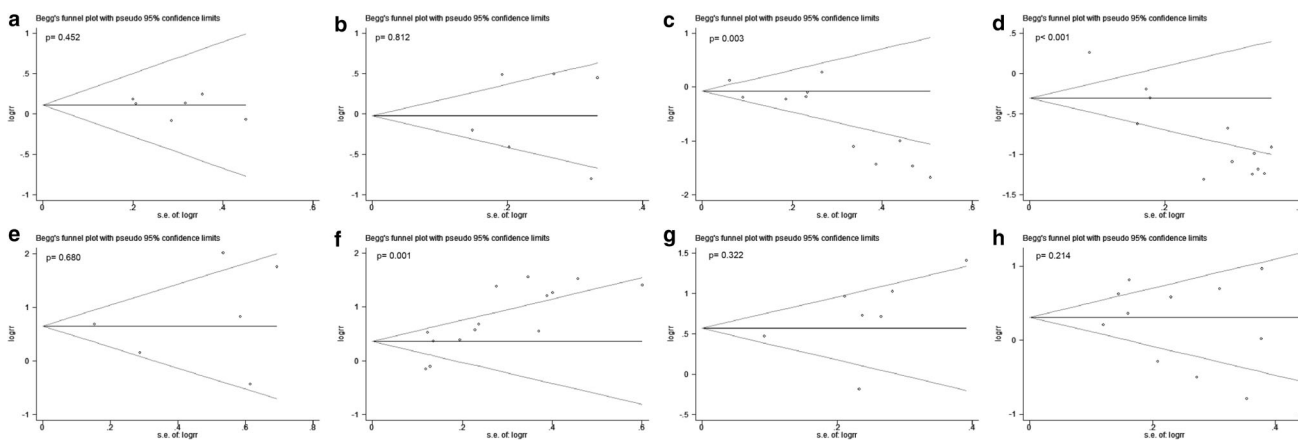 a
Begg's funnel plot with pseudo 95% confidence limits
p= 0.452
1
.5
0
-.5
-1
logrr
0 .2 .4 .6
s.e. of: logrr
b
Begg's funnel plot with pseudo 95% confidence limits
p= 0.812
1
.5
0
-.5
-1
logrr
0 .2 .4
s.e. of: logrr
c
Begg's funnel plot with pseudo 95% confidence limits
p= 0.003
1
0
-1
-2
logrr
0 .2 .4 .6
s.e. of: logrr
d
Begg's funnel plot with pseudo 95% confidence limits
p< 0.001
.5
0
-.5
-1
-1.5
logrr
0 .2
s.e. of: logrr
e
Begg's funnel plot with pseudo 95% confidence limits
p= 0.680
2
1
0
-1
logrr
0 .2 .4 .6 .8
s.e. of: logrr
f
Begg's funnel plot with pseudo 95% confidence limits
p= 0.001
2
1
0
-1
logrr
0 .2 .4 .6
s.e. of: logrr
g
Begg's funnel plot with pseudo 95% confidence limits
p= 0.322
1.5
1
.5
0
-.5
logrr
0 .2 .4
s.e. of: logrr
h
Begg's funnel plot with pseudo 95% confidence limits
p= 0.214
1
0
-1
logrr
0 .2 .4
s.e. of: logrr